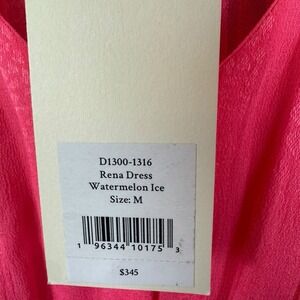 D1300-1316
Rena Dress
Watermelon Ice
Size: M
1 96344 10175 3
$345